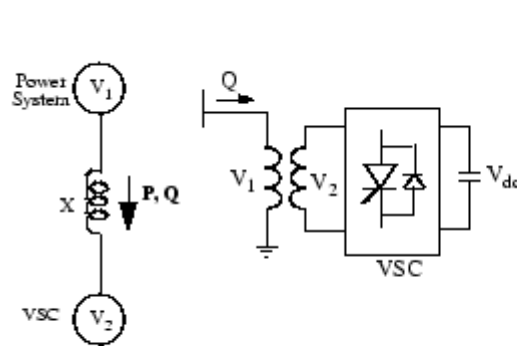 Power
System
V1
X
P, Q
VSC
V2
Q
V1
V2
VSC
Vdc